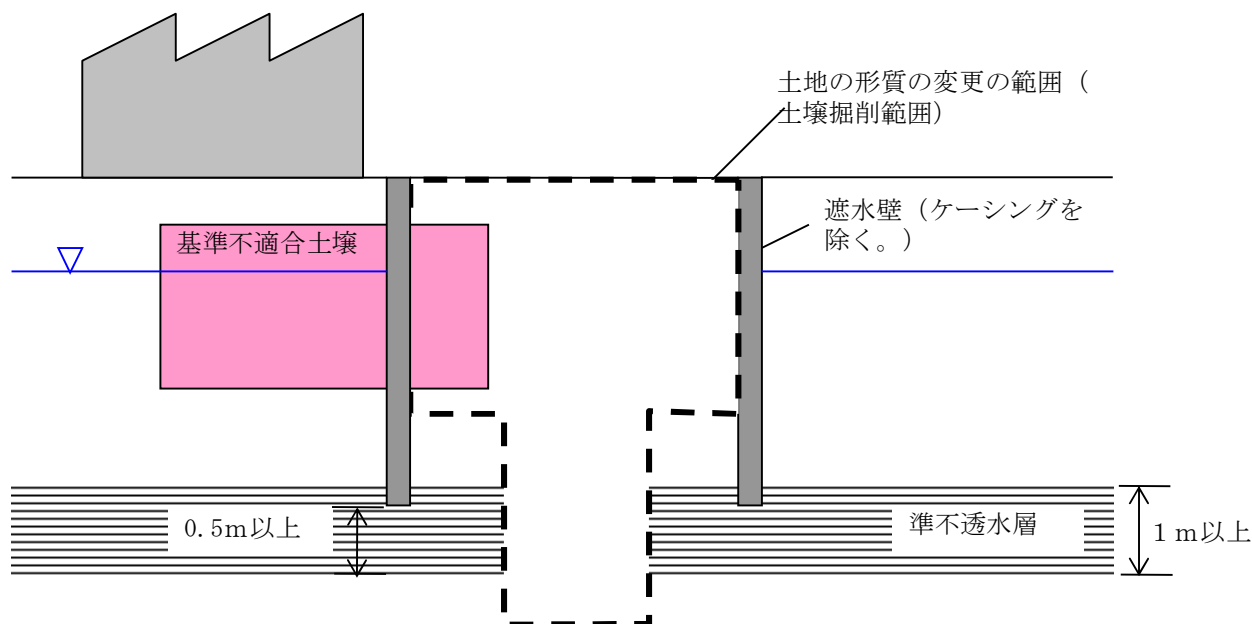 土地の形質の変更の範囲（
土壌掘削範囲）
遮水壁（ケーシングを
除く。）
基準不適合土壌
0.5m以上
準不透水層
1ｍ以上